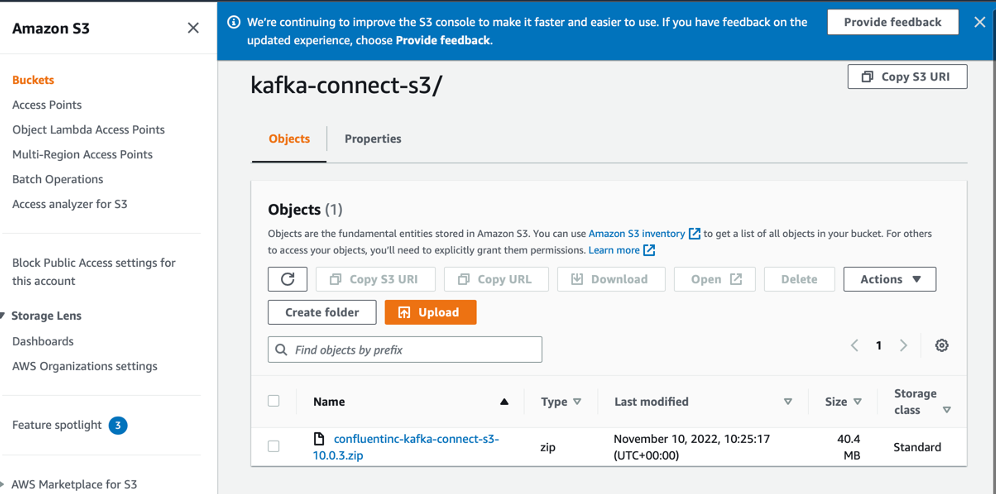 Amazon S3
Buckets
Access Points
Object Lambda Access Points
Multi-Region Access Points
Batch Operations
Access analyzer for S3
Block Public Access settings for
this account
Storage Lens
Dashboards
AWS Organizations settings
Feature spotlight 3
AWS Marketplace for S3
We're continuing to improve the S3 console to make it faster and easier to use. If you have feedback on the
updated experience, choose Provide feedback.
Provide feedback
kafka-connect-s3/
Copy S3 URI
Objects
Properties
Objects (1)
Objects are the fundamental entities stored in Amazon S3. You can use Amazon S3 inventory to get a list of all objects in your bucket. For others
to access your objects, you'll need to explicitly grant them permissions. Learn more
Copy S3 URI
Copy URL
Download
Open
Delete
Actions
Create folder
Upload
Find objects by prefix
1
Name
Type
Last modified
Size
Storage
class
confluentinc-kafka-connect-s3-
10.0.3.zip
zip
November 10, 2022, 10:25:17
(UTC+00:00)
40.4
MB
Standard